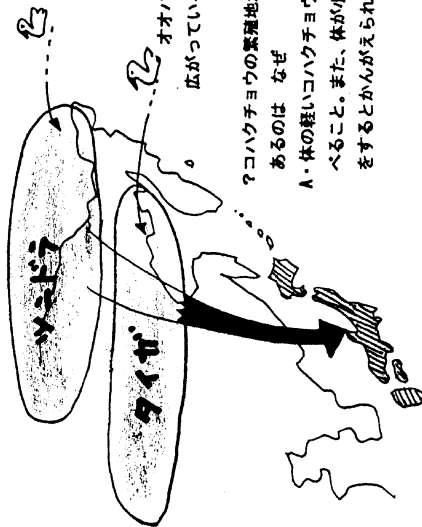 ツンドラ
タイガ
オオハ
広がってい
?コハクチョウの繁殖地
あるのは なぜ
A・体の軽いコハクチョウ
べること。また、体が小
をするとかんがえられ